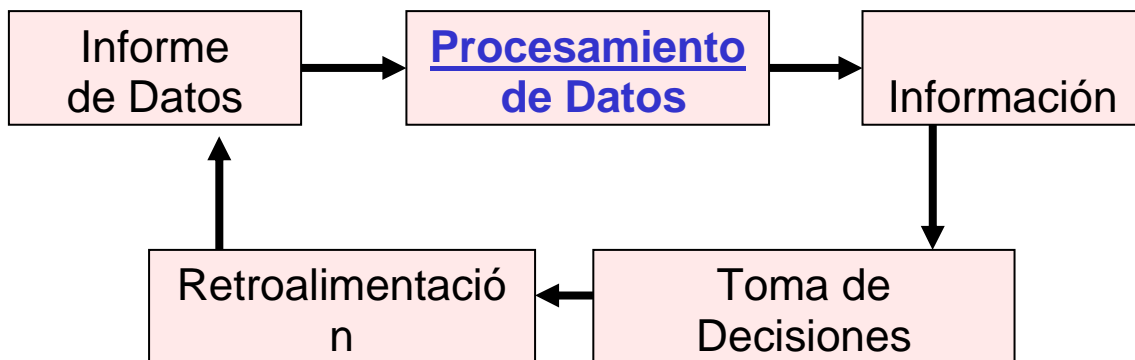 Informe
de Datos
Procesamiento
de Datos
Información
Retroalimentació
n
Toma de
Decisiones